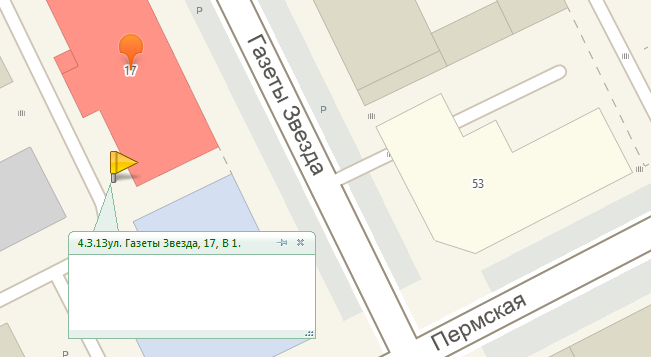 P
17
Газеты Звезда
P
53
4.3.13ул. Газеты Звезда, 17, В 1.
Пермская
P